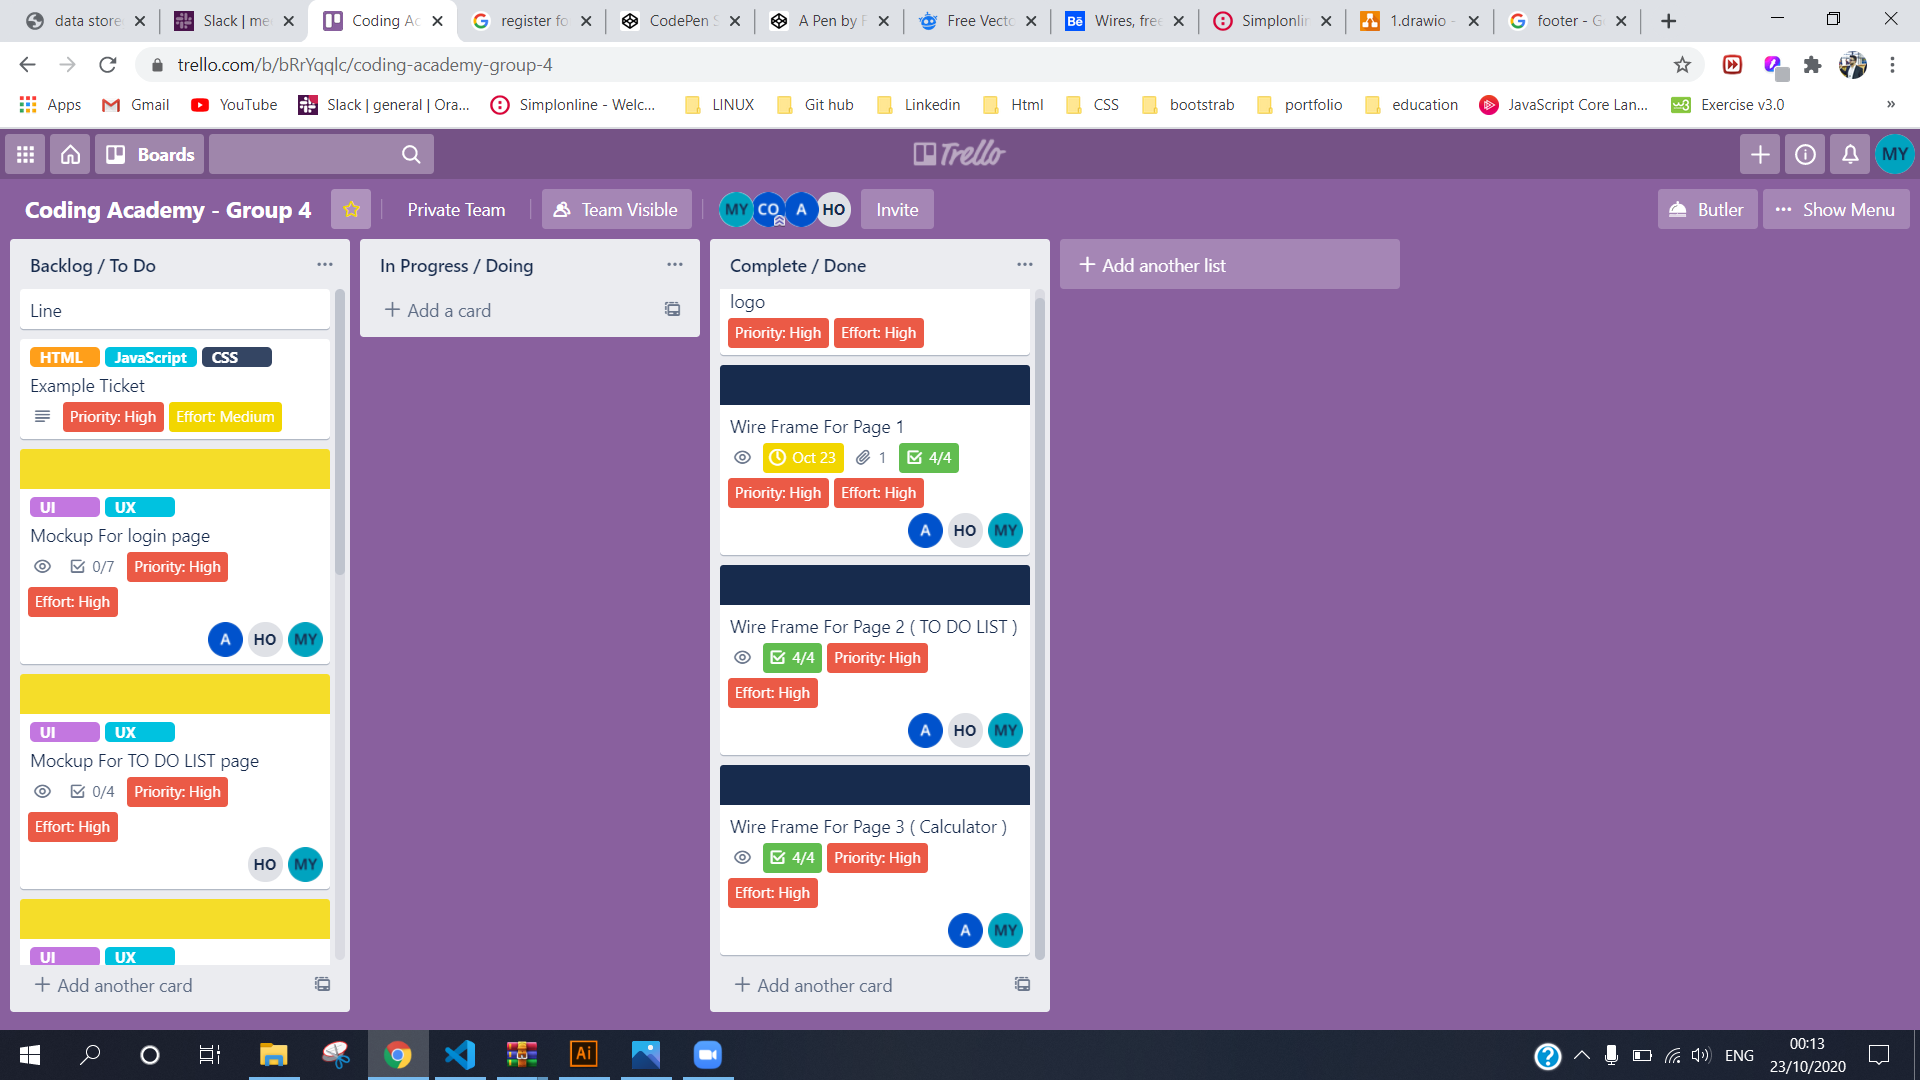 data store
Slack | me
Coding Ac
register fo
CodePen S
A Pen by F
Free Vecto
Wires, free
Simplonlin
1.drawio -
footer - G
trello.com/b/bRrYqqlc/coding-academy-group-4
Apps
Gmail
YouTube
Slack | general | Ora...
Simplonline - Welc...
LINUX
Git hub
Linkedin
Html
CSS
bootstrab
portfolio
education
JavaScript Core Lan...
Exercise v3.0
»
Boards
Trello
MY
Coding Academy - Group 4
Private Team
Team Visible
MY CO A HO
Invite
Butler
Show Menu
Backlog / To Do
Line
HTML JavaScript CSS
Example Ticket
Priority: High Effort: Medium
UI UX
Mockup For login page
0/7 Priority: High
Effort: High
A HO MY
UI UX
Mockup For TO DO LIST page
0/4 Priority: High
Effort: High
HO MY
UI UX
+ Add another card
In Progress / Doing
+ Add a card
Complete / Done
logo
Priority: High Effort: High
Wire Frame For Page 1
Oct 23 1 4/4
Priority: High Effort: High
A HO MY
Wire Frame For Page 2 ( TO DO LIST )
4/4 Priority: High
Effort: High
A HO MY
Wire Frame For Page 3 ( Calculator )
4/4 Priority: High
Effort: High
A MY
+ Add another card
+ Add another list
Ai
ENG
00:13
23/10/2020